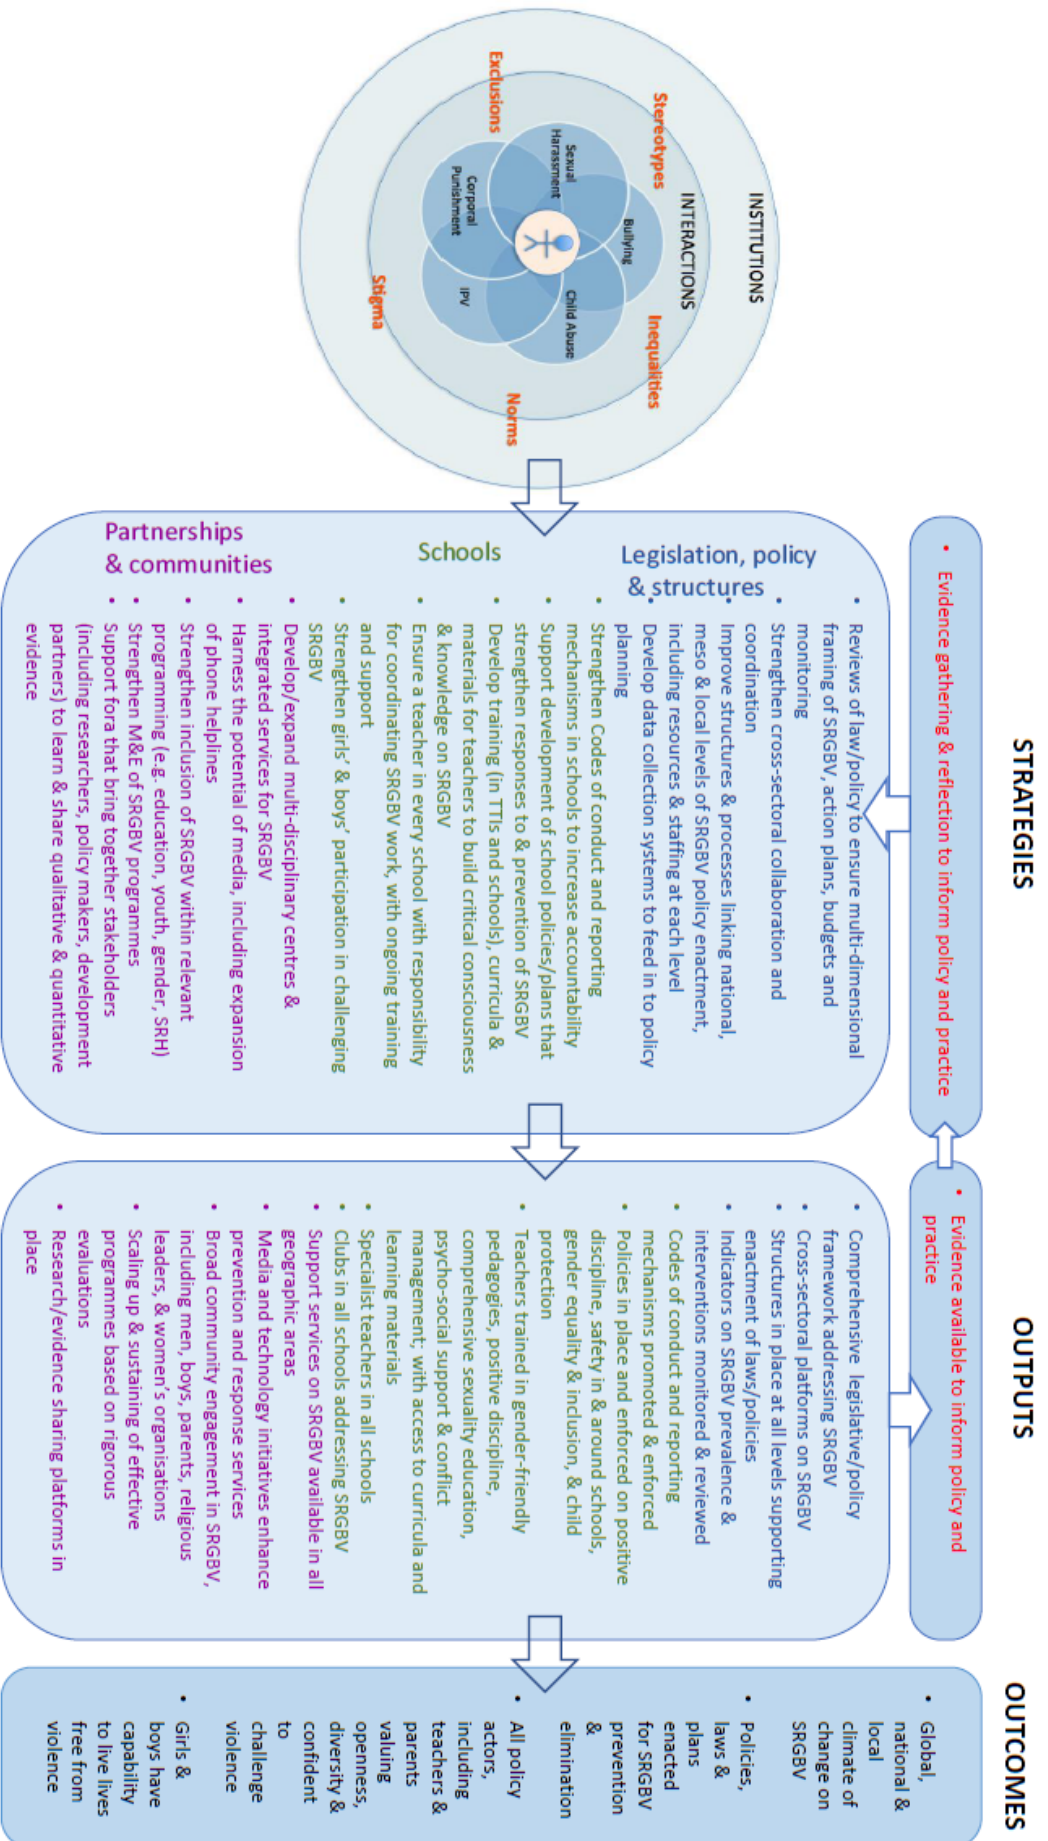 STRATEGIES
OUTPUTS
OUTCOMES
• Evidence gathering & reflection to inform policy and practice
• Evidence available to inform policy and
practice
INSTITUTIONS
INTERACTIONS
Stereotypes
Inequalities
Exclusions
Norms
Stigma
Bullying
Sexual
Harassment
Child Abuse
Corporal
Punishment
IPV
Legislation, policy
& structures
• Reviews of law/policy to ensure multi-dimensional
framing of SRGBV, action plans, budgets and
monitoring
• Strengthen cross-sectoral collaboration and
coordination
• Improve structures & processes linking national,
meso & local levels of SRGBV policy enactment,
including resources & staffing at each level
• Develop data collection systems to feed in to policy
planning
Schools
• Strengthen Codes of conduct and reporting
mechanisms in schools to increase accountability
• Support development of school policies/plans that
strengthen responses to & prevention of SRGBV
• Develop training (in TTIs and schools), curricula &
materials for teachers to build critical consciousness
& knowledge on SRGBV
• Ensure a teacher in every school with responsibility
for coordinating SRGBV work, with ongoing training
and support
• Strengthen girls' & boys' participation in challenging
SRGBV
Partnerships
& communities
• Develop/expand multi-disciplinary centres &
integrated services for SRGBV
• Harness the potential of media, including expansion
of phone helplines
• Strengthen inclusion of SRGBV within relevant
programming (e.g. education, youth, gender, SRH)
• Strengthen M&E of SRGBV programmes
• Support fora that bring together stakeholders
(including researchers, policy makers, development
partners) to learn & share qualitative & quantitative
evidence
• Comprehensive legislative/policy
framework addressing SRGBV
• Cross-sectoral platforms on SRGBV
• Structures in place at all levels supporting
enactment of laws/policies
• Indicators on SRGBV prevalence &
interventions monitored & reviewed
• Codes of conduct and reporting
mechanisms promoted & enforced
• Policies in place and enforced on positive
discipline, safety in & around schools,
gender equality & inclusion, & child
protection
• Teachers trained in gender-friendly
pedagogies, positive discipline,
comprehensive sexuality education,
psycho-social support & conflict
management; with access to curricula and
learning materials
• Specialist teachers in all schools
• Clubs in all schools addressing SRGBV
• Support services on SRGBV available in all
geographic areas
• Media and technology initiatives enhance
prevention and response services
• Broad community engagement in SRGBV,
including men, boys, parents, religious
leaders, & women's organisations
• Scaling up & sustaining of effective
programmes based on rigorous
evaluations
• Research/evidence sharing platforms in
place
• Global,
national &
local
climate of
change on
SRGBV
• Policies,
laws &
plans
enacted
for SRGBV
prevention
&
elimination
• All policy
actors,
including
teachers &
parents
valuing
openness,
diversity &
confident
to
challenge
violence
• Girls &
boys have
capability
to live lives
free from
violence